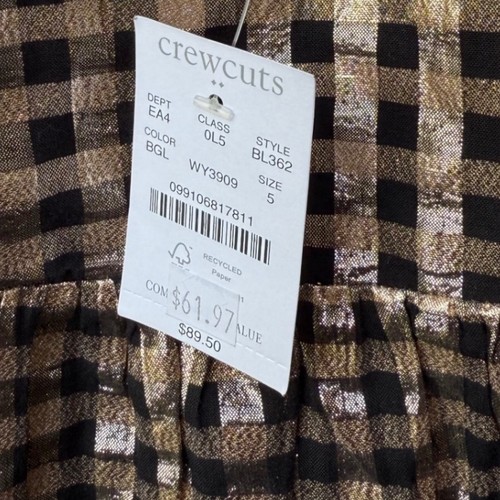 crewcuts
DEPT CLASS STYLE
EA4 0L5 BL362
COLOR WY3909 SIZE
BGL 5
099106817811
RECYCLED
Paper
$61.97
$89.50